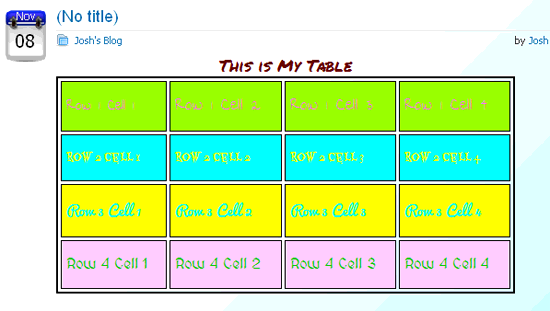 Nov
08
(No title)
Josh's Blog
by Josh
This is My Table
Row 1 Cell 1 Row 1 Cell 2 Row 1 Cell 3 Row 1 Cell 4
Row 2 Cell 1 Row 2 Cell 2 Row 2 Cell 3 Row 2 Cell 4
Row 3 Cell 1 Row 3 Cell 2 Row 3 Cell 3 Row 3 Cell 4
Row 4 Cell 1 Row 4 Cell 2 Row 4 Cell 3 Row 4 Cell 4